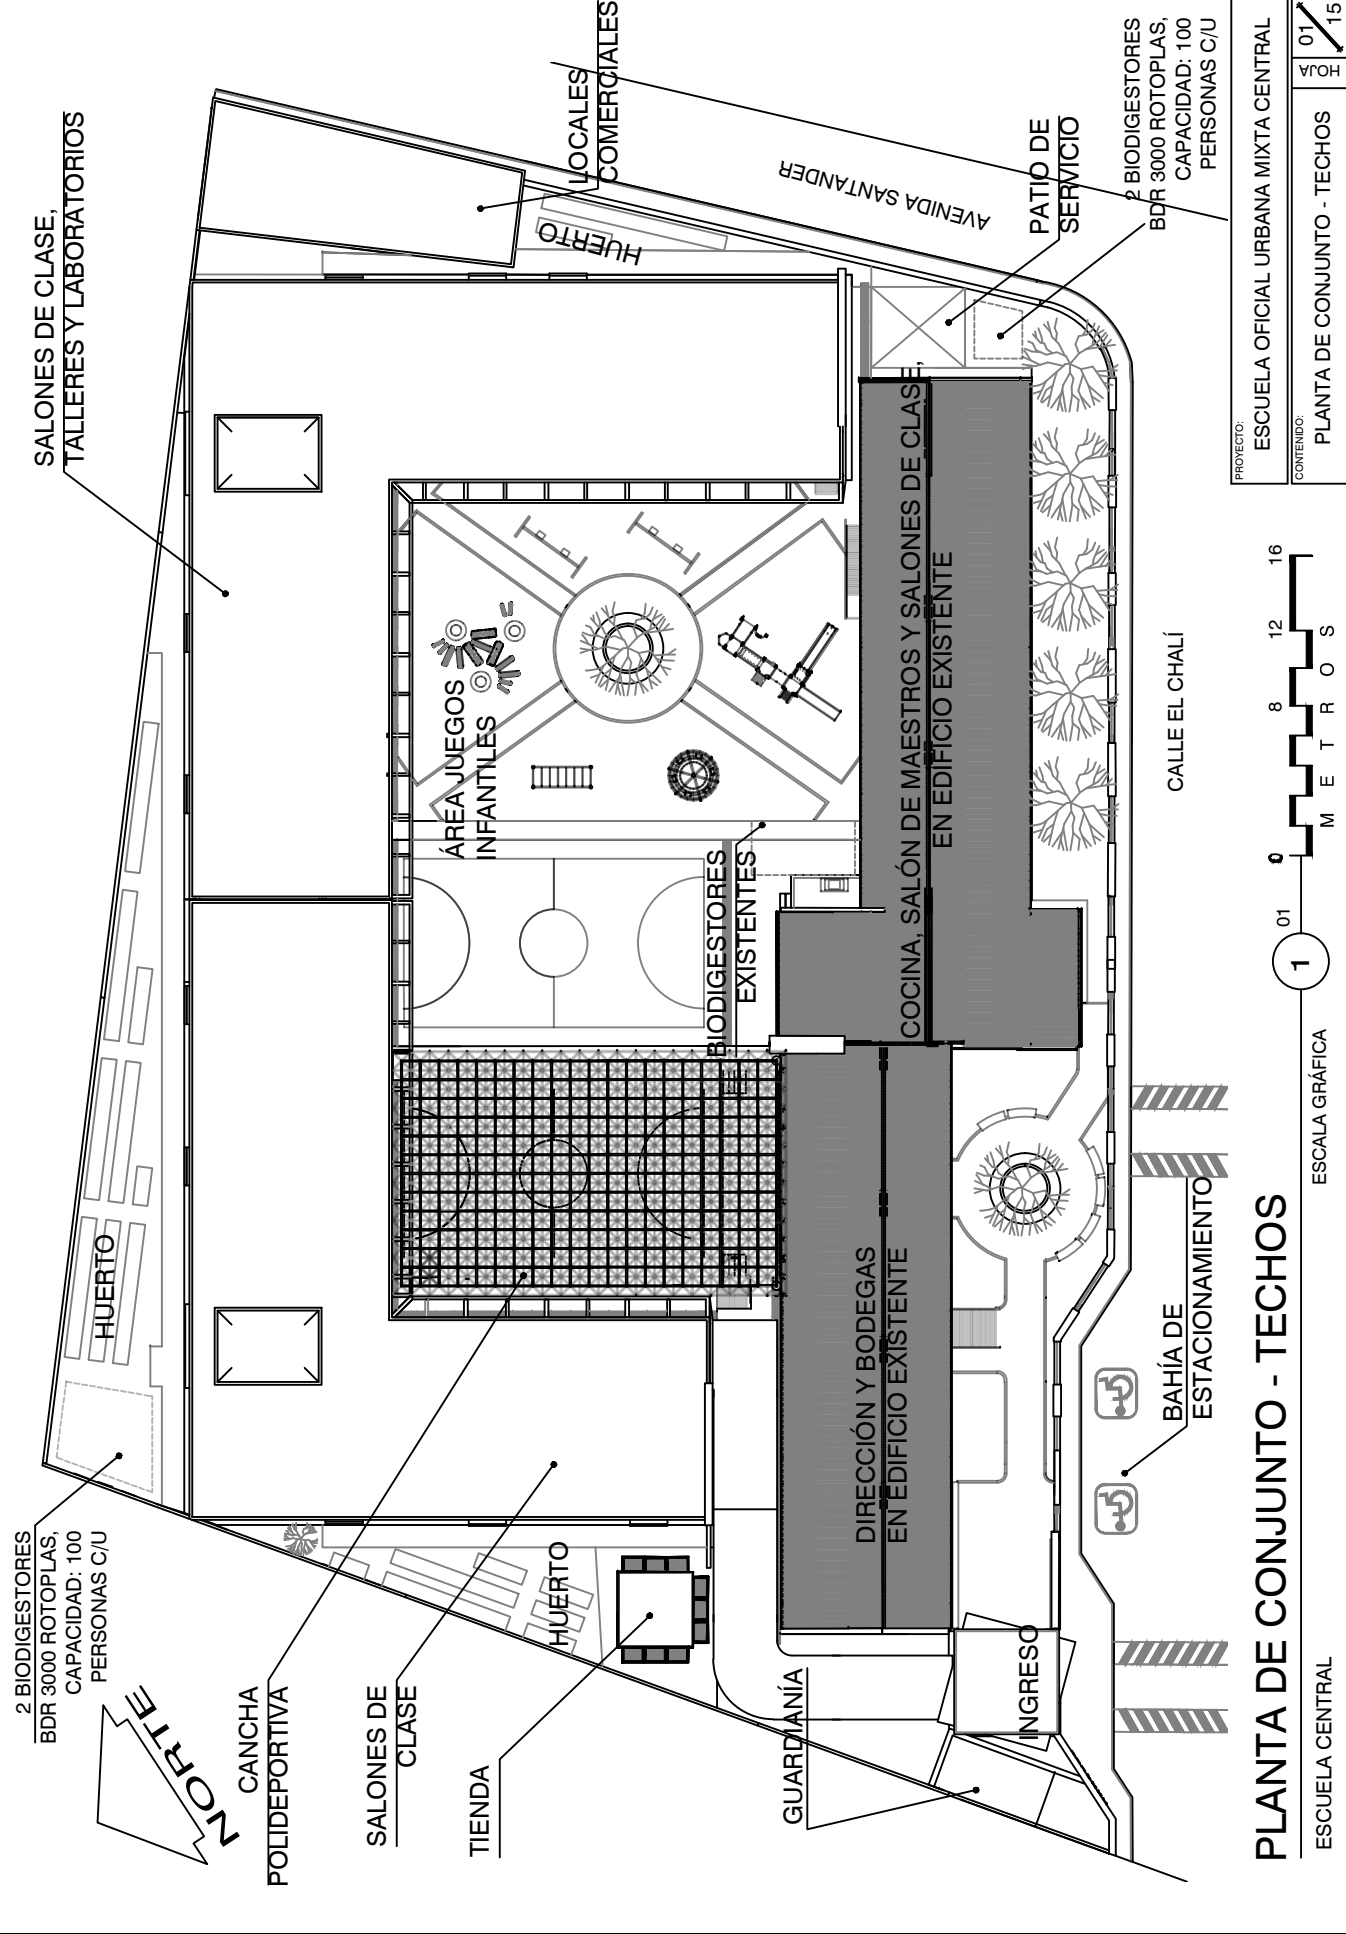 2 BIODIGESTORES
BDR 3000 ROTOPLAS,
CAPACIDAD: 100
PERSONAS C/U
NORTE
CANCHA
POLIDEPORTIVA
SALONES DE
CLASE
TIENDA
GUARDIANÍA
INGRESO
HUERTO
HUERTO
SALONES DE CLASE,
TALLERES Y LABORATORIOS
LOCALES
COMERCIALES
HUERTO
AVENIDA SANTANDER
PATIO DE
SERVICIO
2 BIODIGESTORES
BDR 3000 ROTOPLAS,
CAPACIDAD: 100
PERSONAS C/U
ÁREA JUEGOS
INFANTILES
BIODIGESTORES
EXISTENTES
COCINA, SALÓN DE MAESTROS Y SALONES DE CLASE,
EN EDIFICIO EXISTENTE
DIRECCIÓN Y BODEGAS
EN EDIFICIO EXISTENTE
CALLE EL CHALÍ
BAHÍA DE
ESTACIONAMIENTO
PLANTA DE CONJUNTO - TECHOS
ESCUELA CENTRAL
ESCALA GRÁFICA
1
01
0
8
12
16
M E T R O S
PROYECTO:
ESCUELA OFICIAL URBANA MIXTA CENTRAL
CONTENIDO:
PLANTA DE CONJUNTO - TECHOS
HOJA
01
15